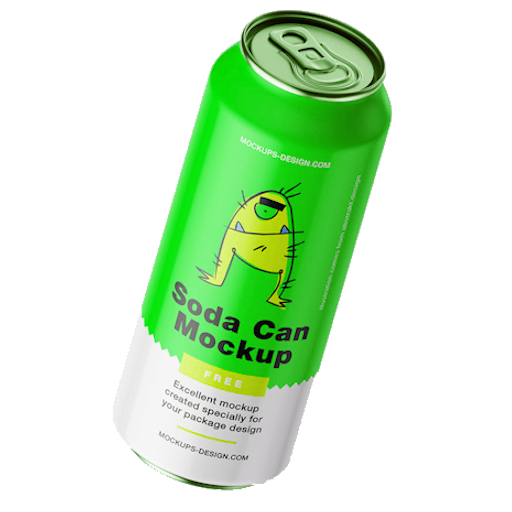 MOCKUPS-DESIGN.COM
Soda Can
Mockup
FREE
Excellent mockup
created specially for
your package design
MOCKUPS-DESIGN.COM